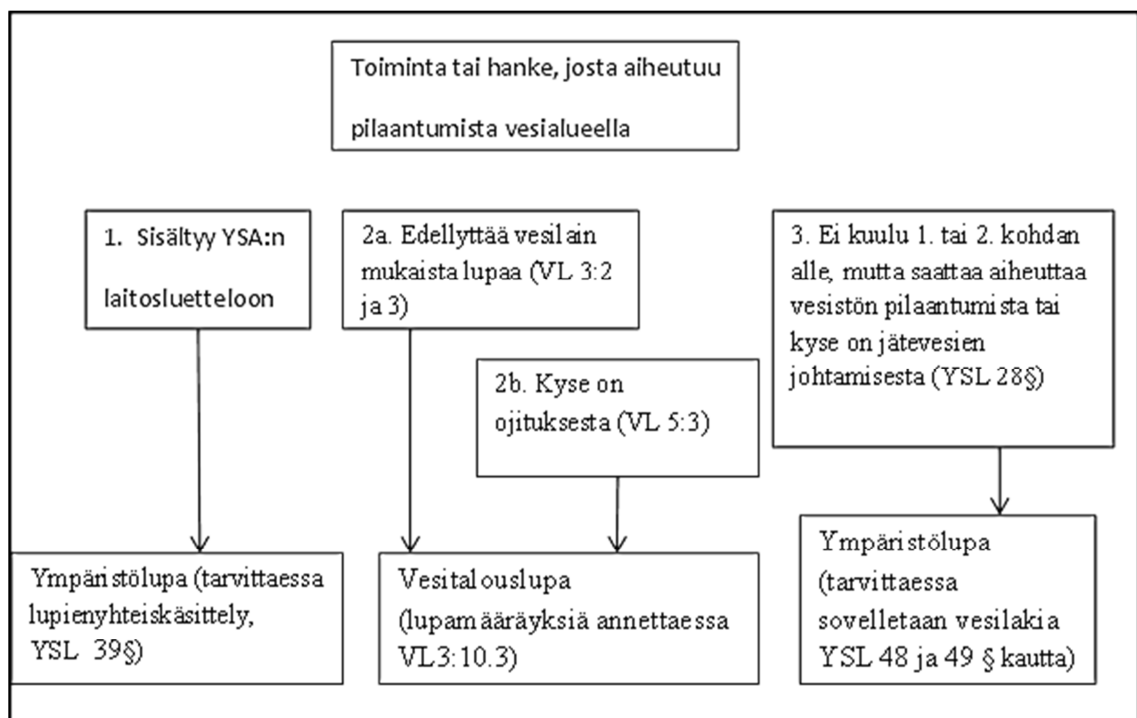 Toiminta tai hanke, josta aiheutuu
pilaantumista vesialueella
1. Sisältyy YSA:n
laitosluetteloon
2a. Edellyttää vesilain
mukaista lupaa (VL 3:2
ja 3)
2b. Kyse on
ojituksesta (VL 5:3)
3. Ei kuulu 1. tai 2. kohdan
alle, mutta saattaa aiheuttaa
vesistön pilaantumista tai
kyse on jätevesien
johtamisesta (YSL 28§)
Ympäristölupa (tarvittaessa
lupienyhteiskäsittely,
YSL 39§)
Vesitalouslupa
(lupamääräyksiä annettaessa
VL3:10.3)
Ympäristölupa
(tarvittaessa
sovelletaan vesilakia
YSL 48 ja 49 § kautta)